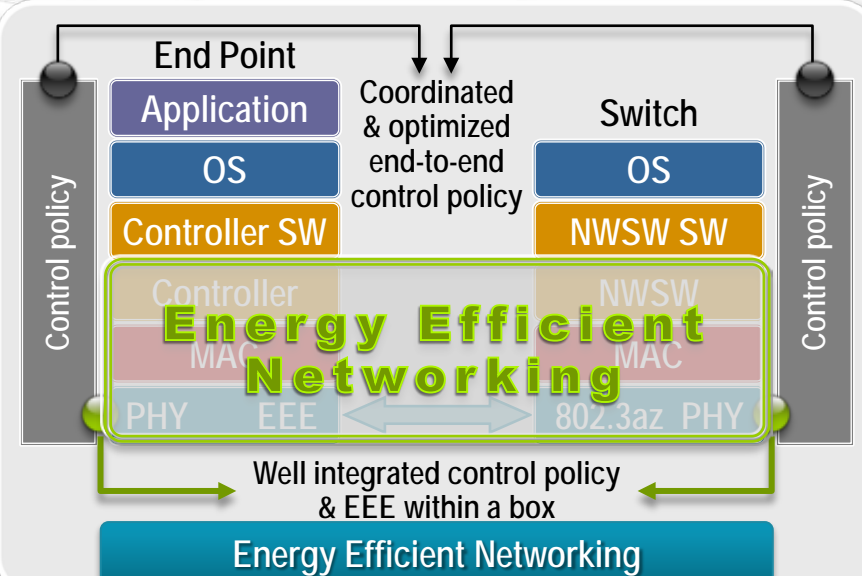 End Point
Application
OS
Controller SW
Controller
MAC
PHY EEE
Control policy
Coordinated
& optimized
end-to-end
control policy
Switch
OS
NWSW SW
NWSW
MAC
802.3az PHY
Control policy
Energy Efficient
Networking
Well integrated control policy
& EEE within a box
Energy Efficient Networking